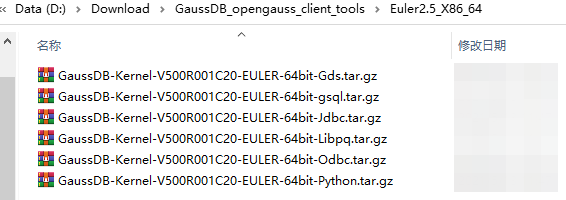 Data (D:) › Download › GaussDB_opengauss_client_tools › Euler2.5_X86_64
名称 修改日期
GaussDB-Kernel-V500R001C20-EULER-64bit-Gds.tar.gz
GaussDB-Kernel-V500R001C20-EULER-64bit-gsql.tar.gz
GaussDB-Kernel-V500R001C20-EULER-64bit-Jdbc.tar.gz
GaussDB-Kernel-V500R001C20-EULER-64bit-Libpq.tar.gz
GaussDB-Kernel-V500R001C20-EULER-64bit-Odbc.tar.gz
GaussDB-Kernel-V500R001C20-EULER-64bit-Python.tar.gz